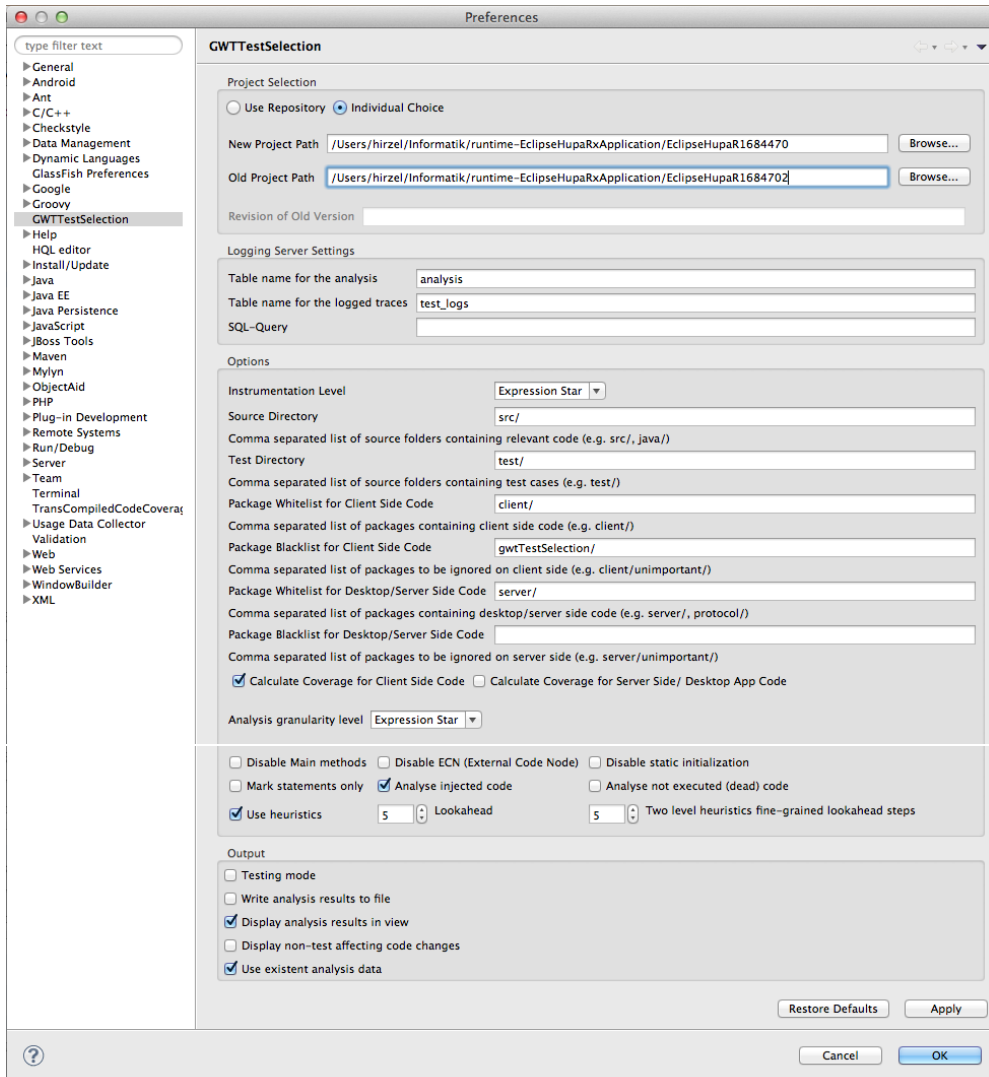 Preferences
type filter text
General
Android
Ant
C/C++
Checkstyle
Data Management
Dynamic Languages
GlassFish Preferences
Google
Groovy
GWTTestSelection
Help
HQL editor
Install/Update
Java
Java EE
Java Persistence
JavaScript
JBoss Tools
Maven
Mylyn
ObjectAid
PHP
Plug-in Development
Remote Systems
Run/Debug
Server
Team
Terminal
TransCompiledCodeCoverag
Usage Data Collector
Validation
Web
Web Services
WindowBuilder
XML
GWTTestSelection
Project Selection
Use Repository Individual Choice
New Project Path /Users/hirzel/Informatik/runtime-EclipseHupaRxApplication/EclipseHupaR1684470 Browse...
Old Project Path /Users/hirzel/Informatik/runtime-EclipseHupaRxApplication/EclipseHupaR1684702 Browse...
Revision of Old Version
Logging Server Settings
Table name for the analysis analysis
Table name for the logged traces test_logs
SQL-Query
Options
Instrumentation Level Expression Star
Source Directory src/
Comma separated list of source folders containing relevant code (e.g. src/, java/)
Test Directory test/
Comma separated list of source folders containing test cases (e.g. test/)
Package Whitelist for Client Side Code client/
Comma separated list of packages containing client side code (e.g. client/)
Package Blacklist for Client Side Code gwtTestSelection/
Comma separated list of packages to be ignored on client side (e.g. client/unimportant/)
Package Whitelist for Desktop/Server Side Code server/
Comma separated list of packages containing desktop/server side code (e.g. server/, protocol/)
Package Blacklist for Desktop/Server Side Code
Comma separated list of packages to be ignored on server side (e.g. server/unimportant/)
Calculate Coverage for Client Side Code Calculate Coverage for Server Side/ Desktop App Code
Analysis granularity level Expression Star
Disable Main methods Disable ECN (External Code Node) Disable static initialization
Mark statements only Analyse injected code Analyse not executed (dead) code
Use heuristics 5 Lookahead 5 Two level heuristics fine-grained lookahead steps
Output
Testing mode
Write analysis results to file
Display analysis results in view
Display non-test affecting code changes
Use existent analysis data
Restore Defaults Apply
? Cancel OK